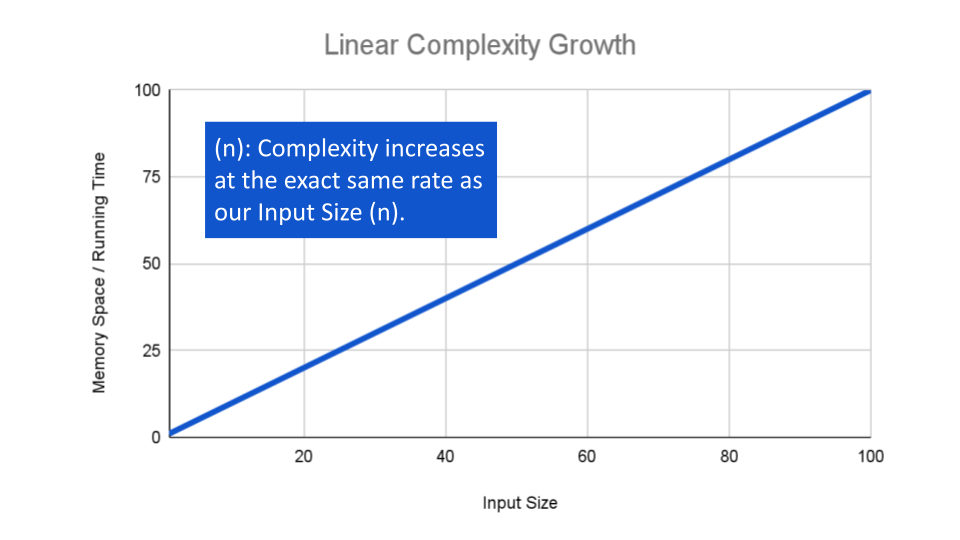 Linear Complexity Growth
100
75
50
25
0
Memory Space / Running Time
(n): Complexity increases
at the exact same rate as
our Input Size (n).
20 40 60 80 100
Input Size